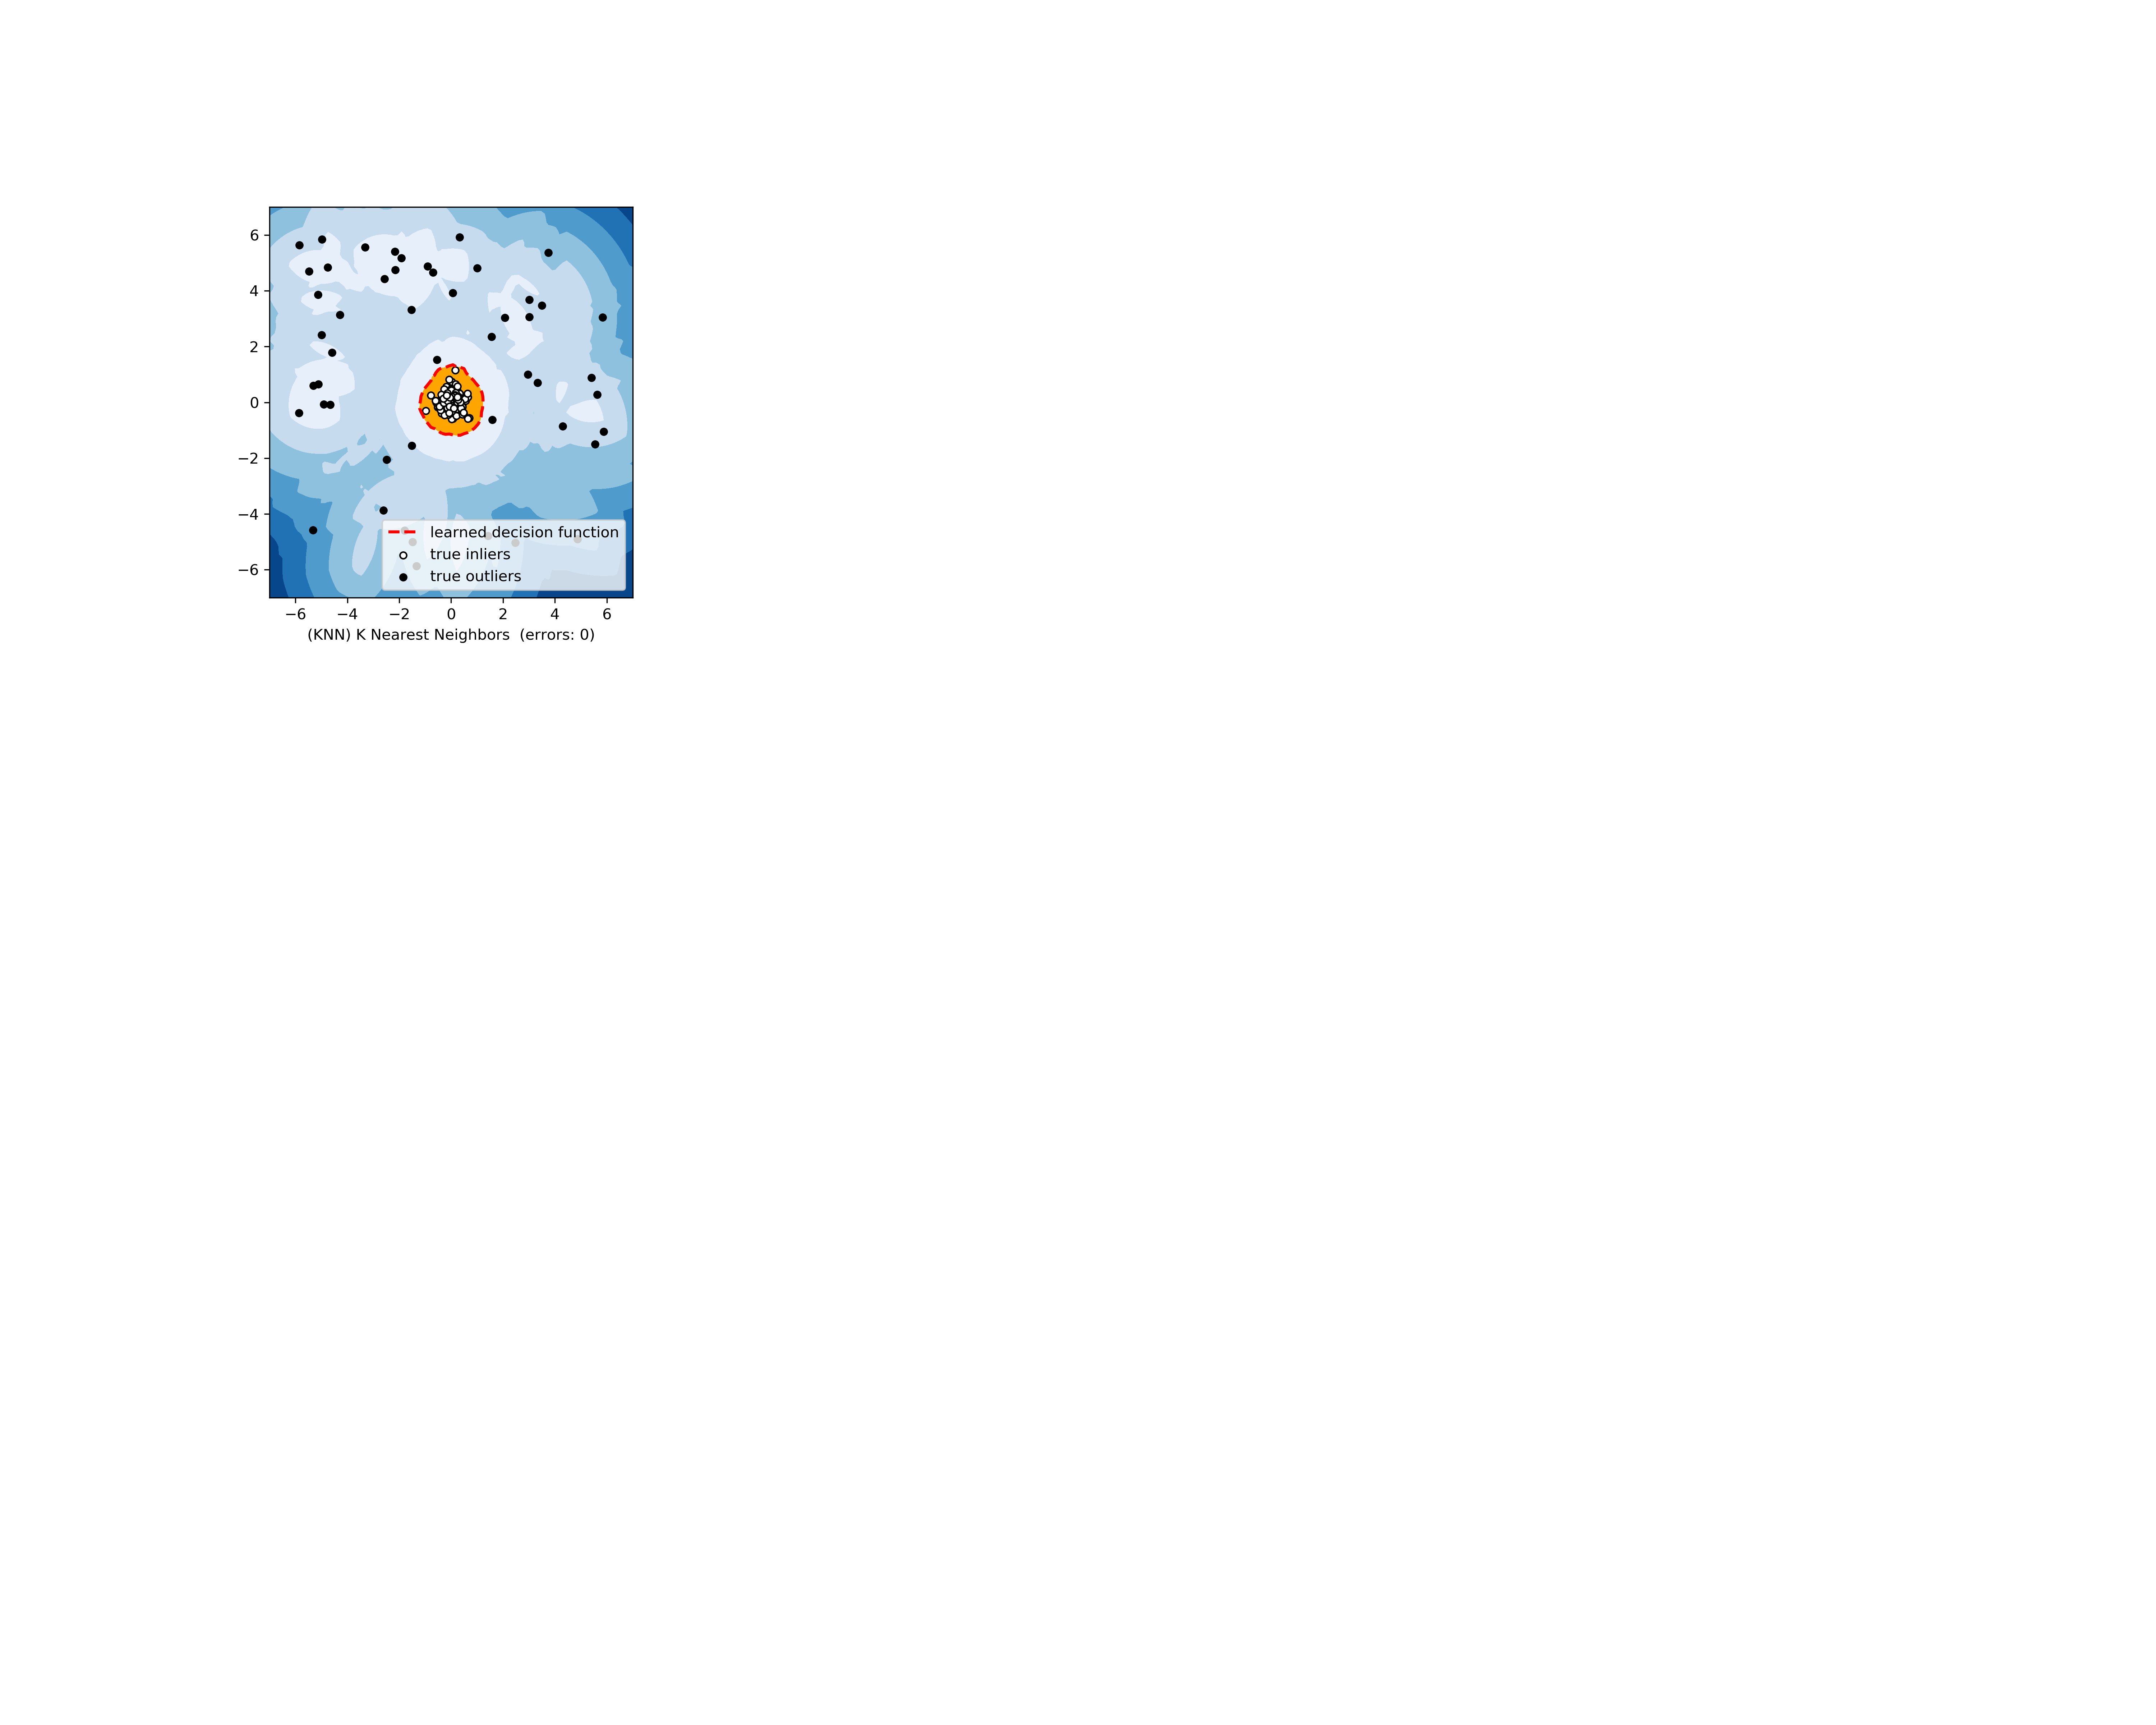 6
4
2
0
−2
−4
−6
learned decision function
true inliers
true outliers
−6 −4 −2 0 2 4 6
(KNN) K Nearest Neighbors (errors: 0)